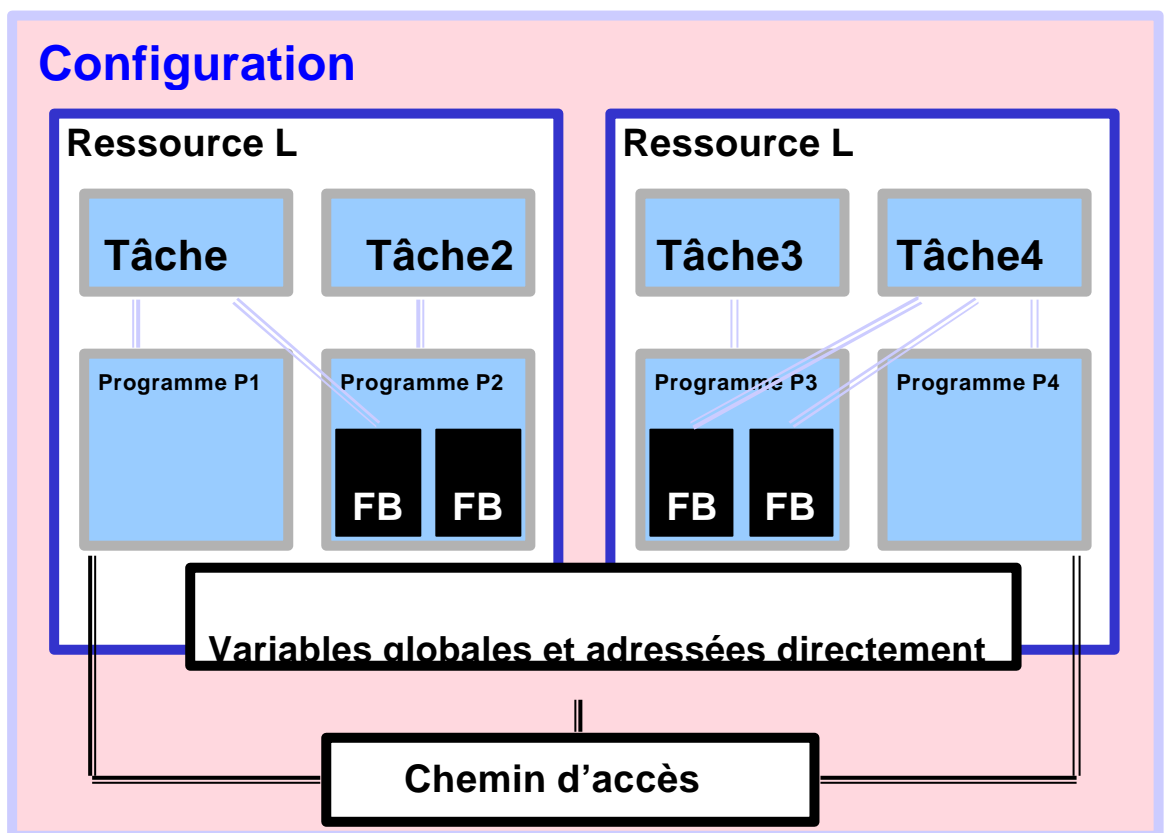 Configuration
Ressource L
Ressource L
Tâche
Tâche2
Tâche3
Tâche4
Programme P1
Programme P2
Programme P3
Programme P4
FB
FB
FB
FB
Variables globales et adressées directement
Chemin d’accès